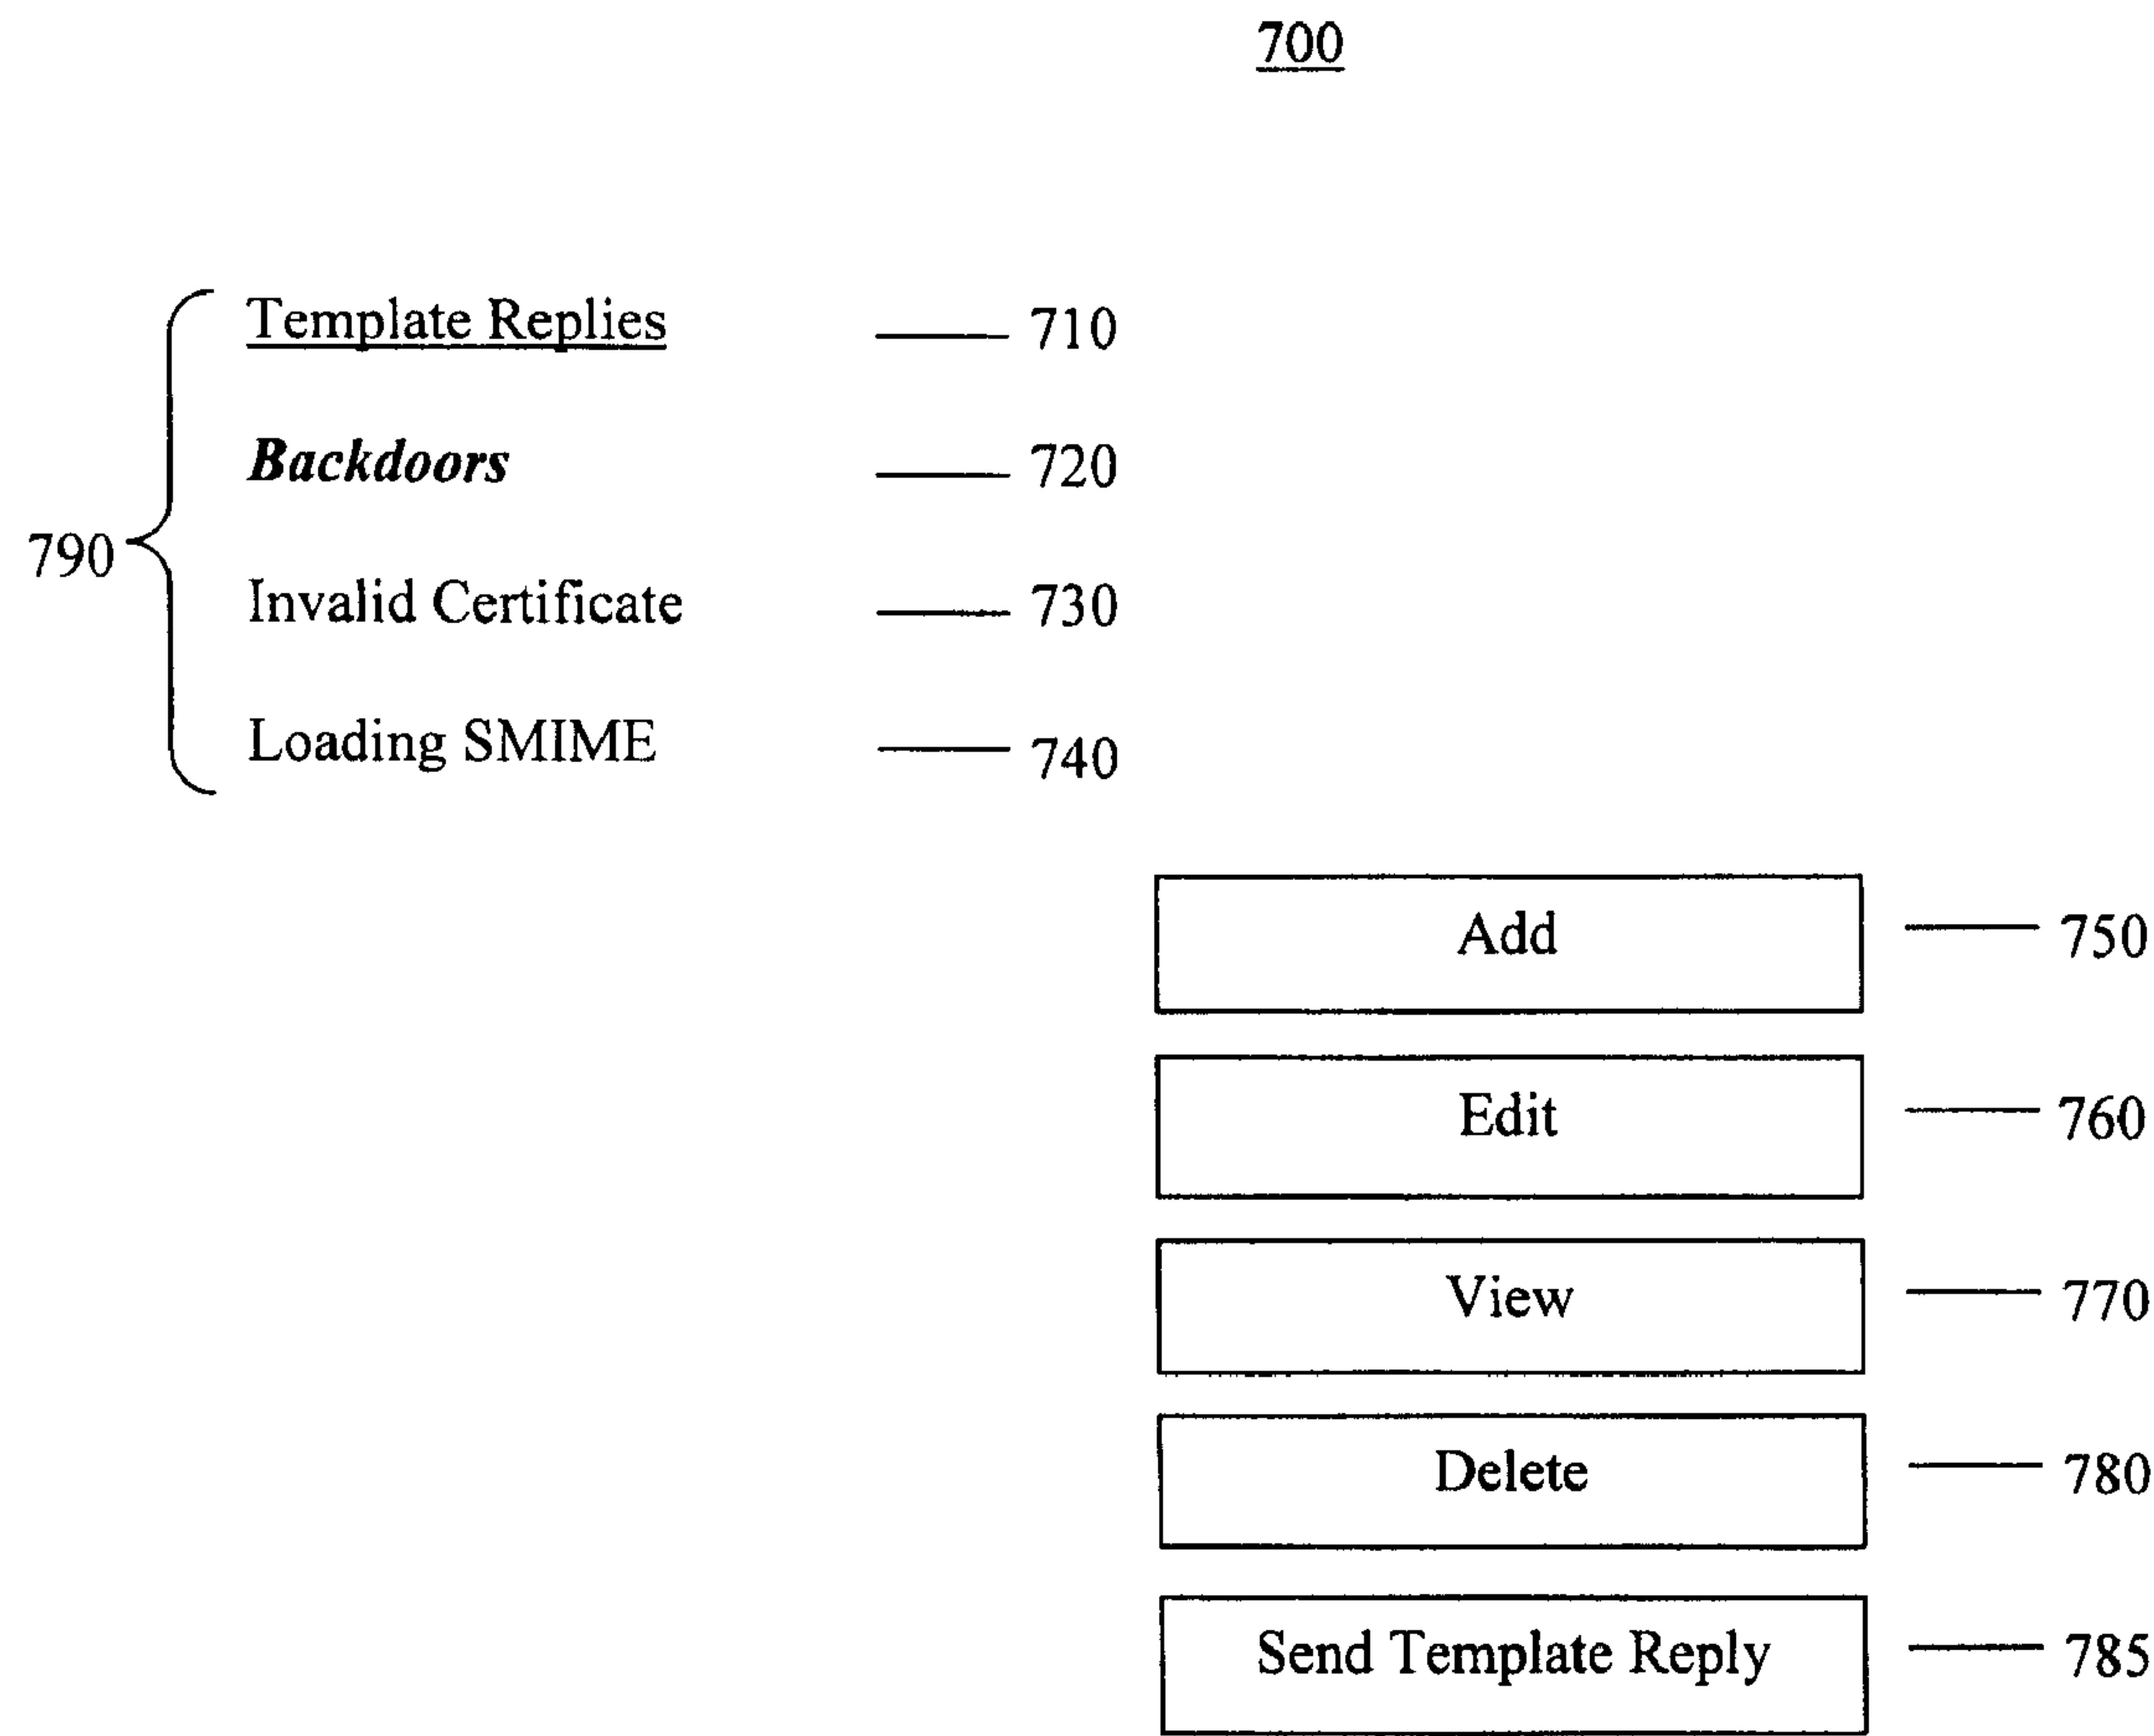 700
Template Replies 710
Backdoors 720
790
Invalid Certificate 730
Loading SMIME 740
Add 750
Edit 760
View 770
Delete 780
Send Template Reply 785